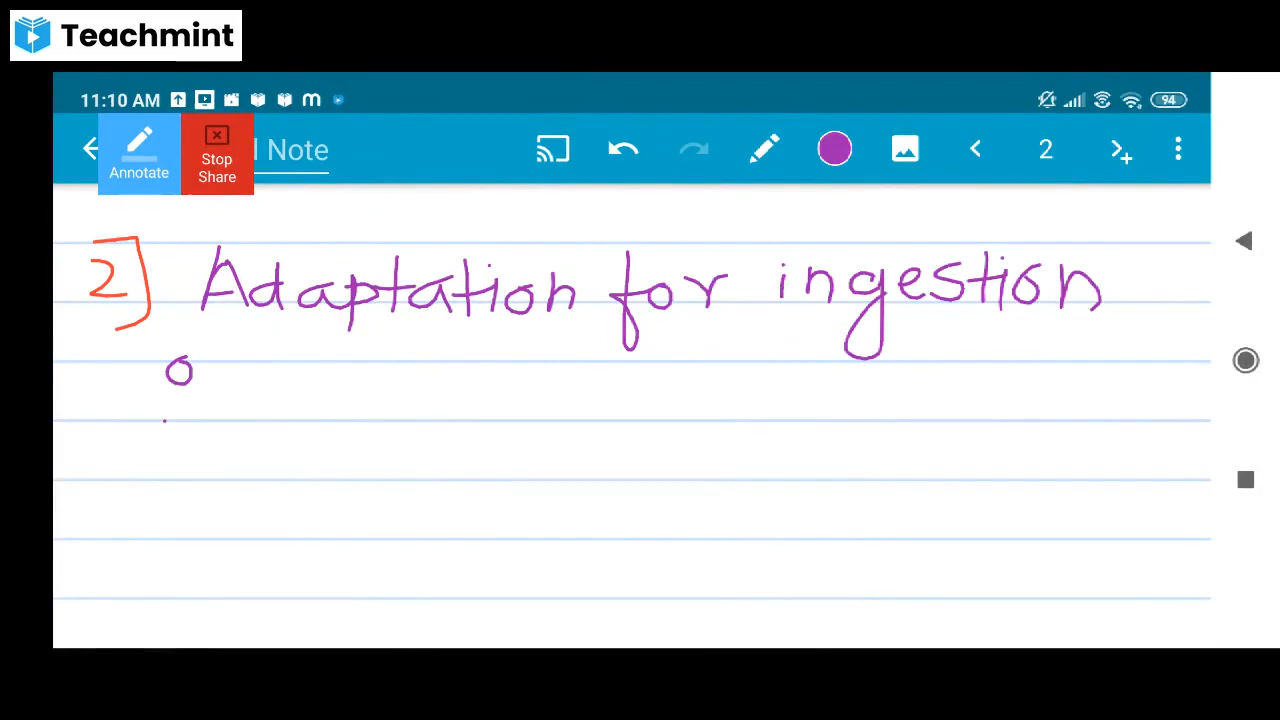 Teachmint
11:10 AM
94
Annotate
Stop
Share
Note
2
2] Adaptation for ingestion
o